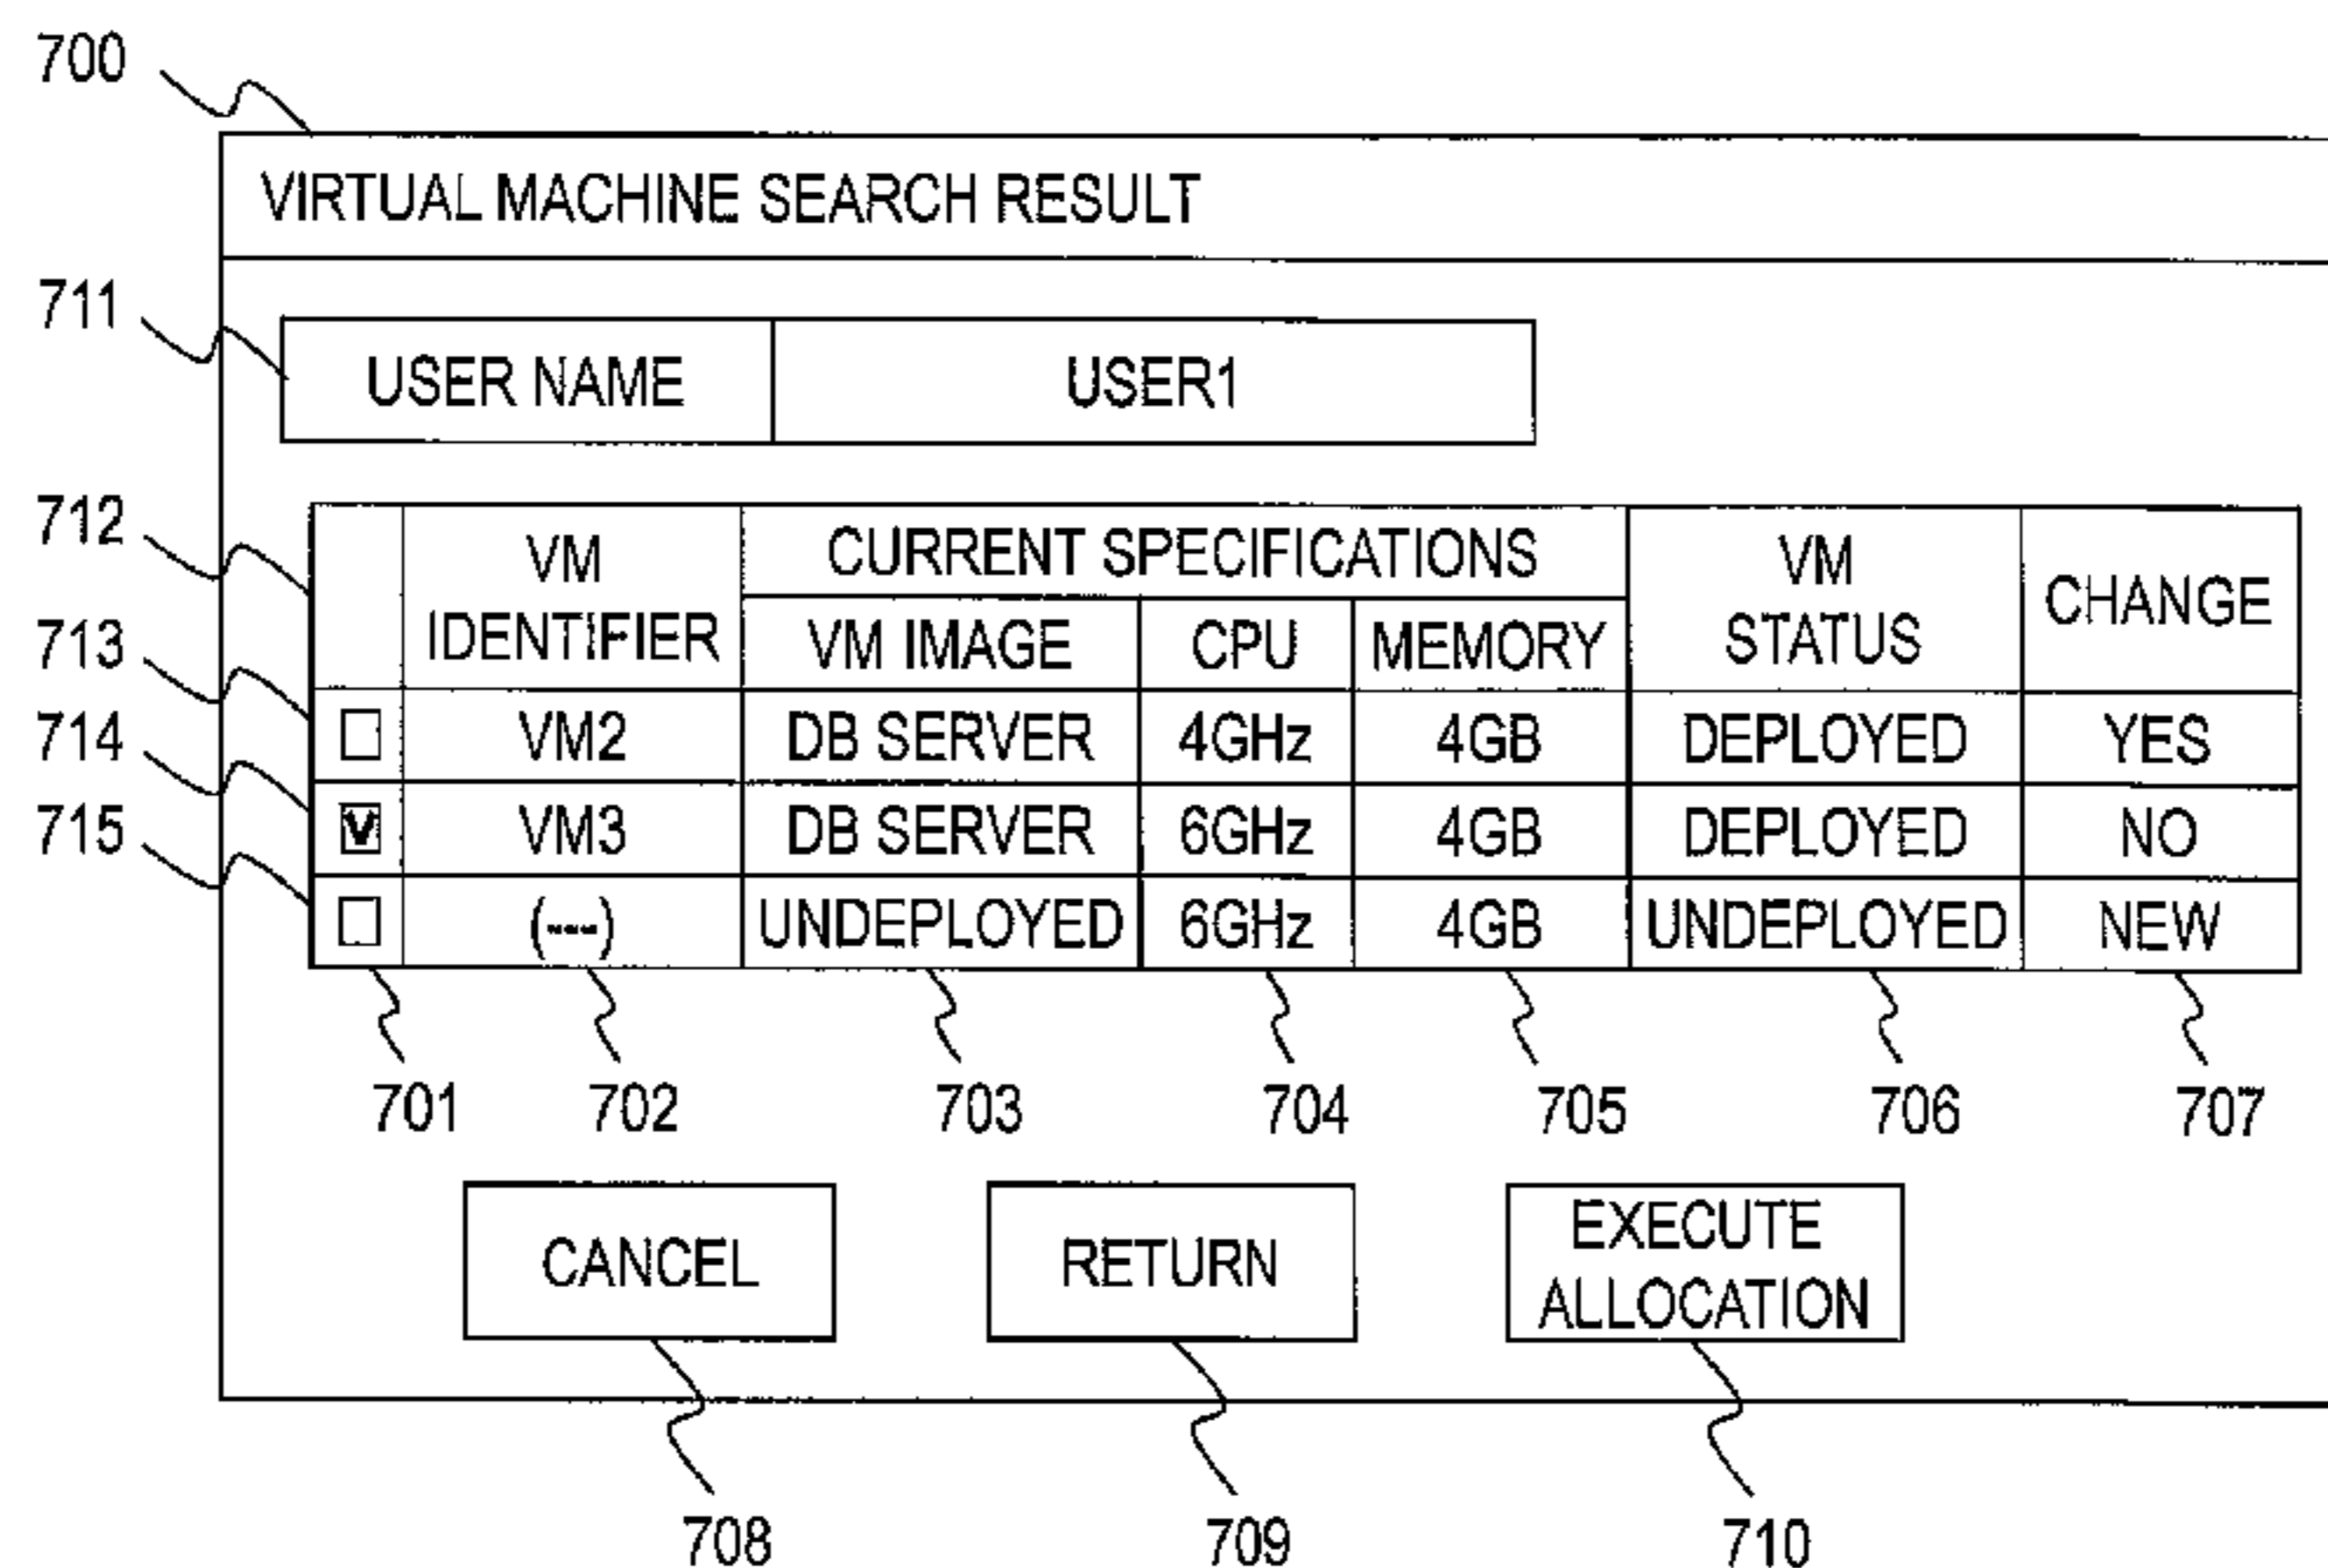 700
VIRTUAL MACHINE SEARCH RESULT
711
USER NAME USER1
712
VM IDENTIFIER CURRENT SPECIFICATIONS VM STATUS CHANGE
VM IMAGE CPU MEMORY
713
VM2 DB SERVER 4GHz 4GB DEPLOYED YES
714
V VM3 DB SERVER 6GHz 4GB DEPLOYED NO
715
(---) UNDEPLOYED 6GHz 4GB UNDEPLOYED NEW
701 702 703 704 705 706 707
CANCEL RETURN EXECUTE ALLOCATION
708 709 710